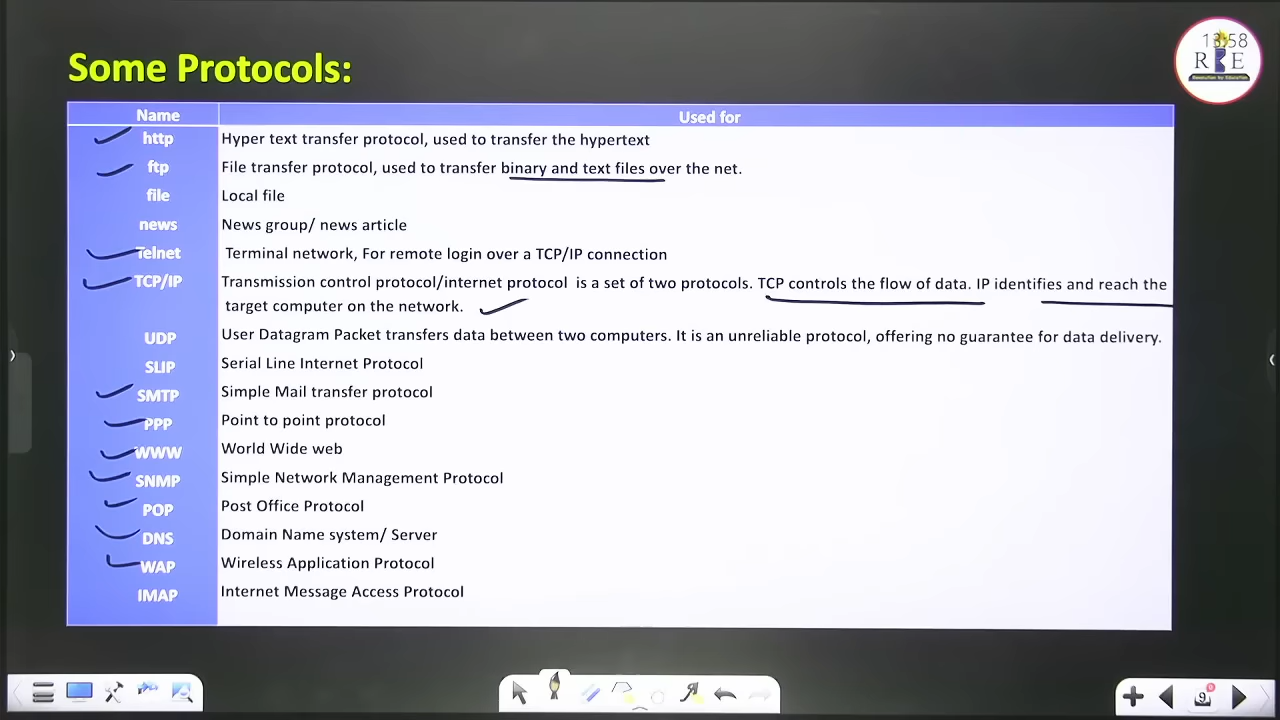 13:58
R E
Revolution by Education
Some Protocols:
Name Used for
http Hyper text transfer protocol, used to transfer the hypertext
ftp File transfer protocol, used to transfer binary and text files over the net.
file Local file
news News group/ news article
Telnet Terminal network, For remote login over a TCP/IP connection
TCP/IP Transmission control protocol/internet protocol is a set of two protocols. TCP controls the flow of data. IP identifies and reach the
target computer on the network.
UDP User Datagram Packet transfers data between two computers. It is an unreliable protocol, offering no guarantee for data delivery.
SLIP Serial Line Internet Protocol
SMTP Simple Mail transfer protocol
PPP Point to point protocol
WWW World Wide web
SNMP Simple Network Management Protocol
POP Post Office Protocol
DNS Domain Name system/ Server
WAP Wireless Application Protocol
IMAP Internet Message Access Protocol
9